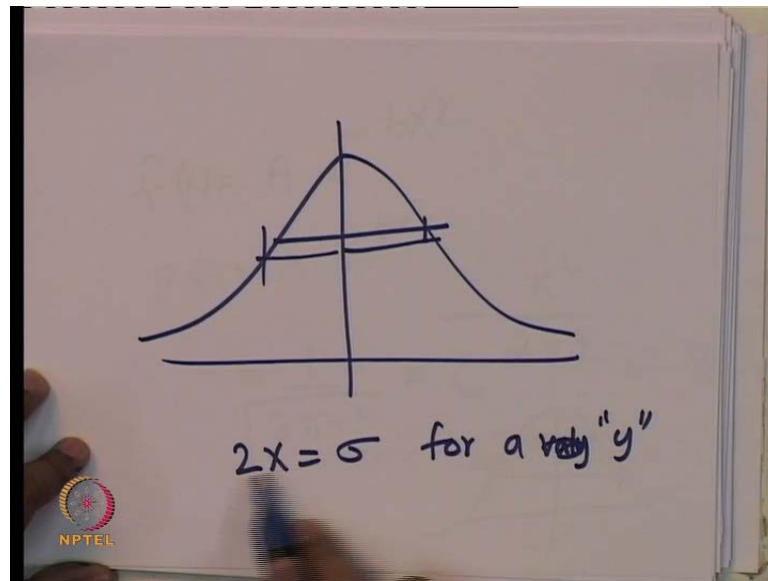 2x = σ for a "y"
NPTEL